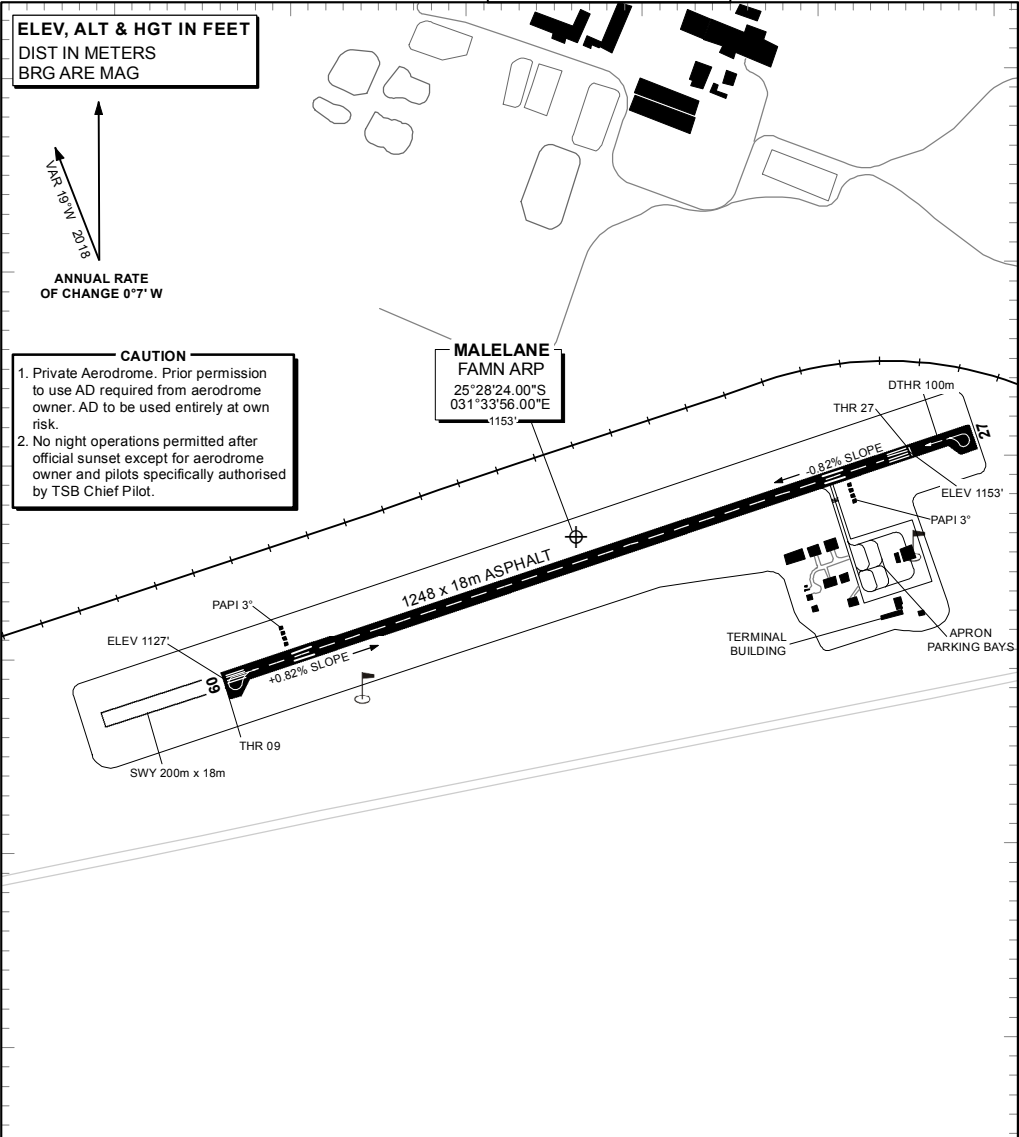 ELEV, ALT & HGT IN FEET
DIST IN METERS
BRG ARE MAG
VAR 19°W 2018
ANNUAL RATE
OF CHANGE 0°7' W
CAUTION
1. Private Aerodrome. Prior permission
to use AD required from aerodrome
owner. AD to be used entirely at own
risk.
2. No night operations permitted after
official sunset except for aerodrome
owner and pilots specifically authorised
by TSB Chief Pilot.
MALELANE
FAMN ARP
25°28'24.00"S
031°33'56.00"E
1153'
DTHR 100m
THR 27
27
-0.82% SLOPE
ELEV 1153'
PAPI 3°
1248 x 18m ASPHALT
PAPI 3°
ELEV 1127'
+0.82% SLOPE
09
THR 09
SWY 200m x 18m
TERMINAL
BUILDING
APRON
PARKING BAYS